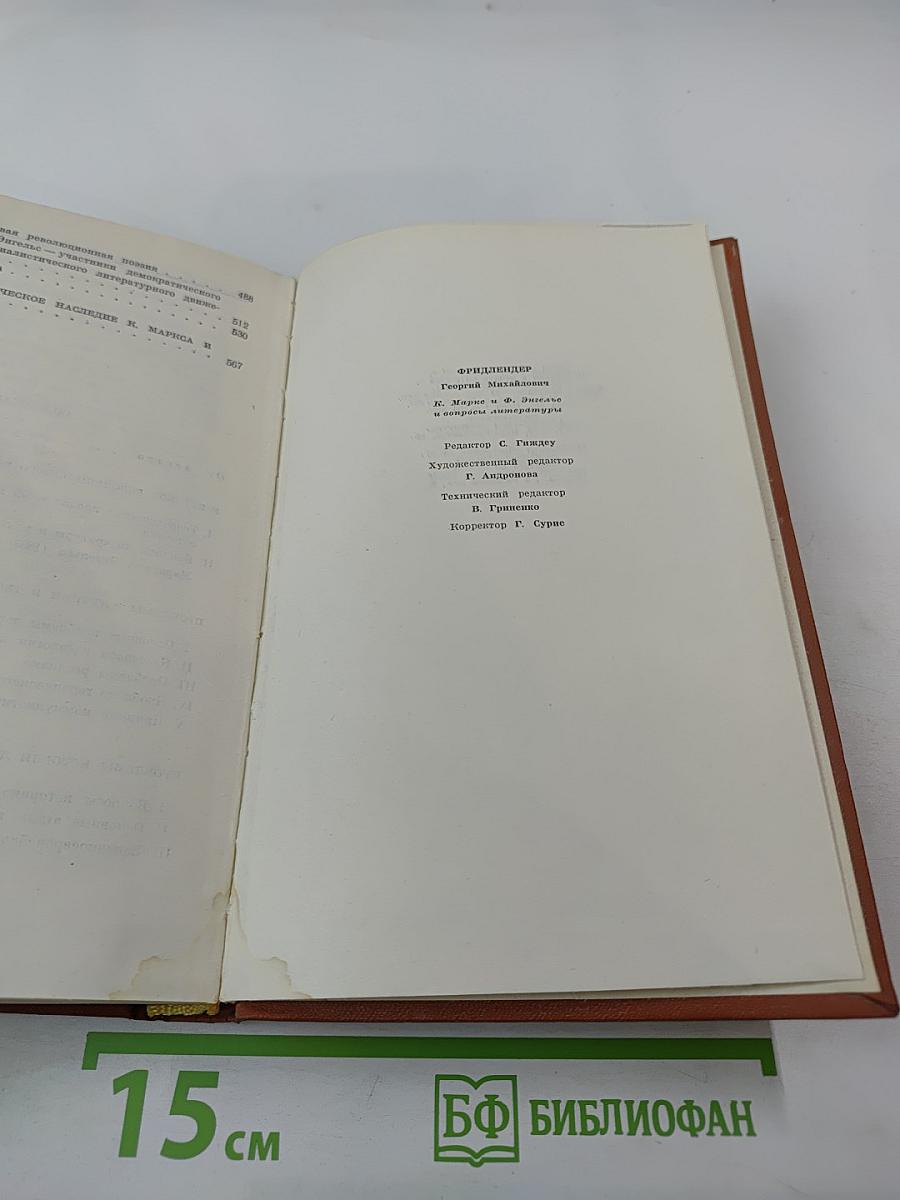 вая революционная поэзия . . . . . 488
Энгельс — участники демократического
иалистического литературного движе-
512
530
ЧЕСКОЕ НАСЛЕДИЕ К. МАРКСА И
567
ФРИДЛЕНДЕР
Георгий Михайлович
К. Маркс и Ф. Энгельс
и вопросы литературы
Редактор С. Гиждеу
Художественный редактор
Г. Андронова
Технический редактор
В. Гриненко
Корректор Г. Сурис
15 см
БФ БИБЛИОФАН